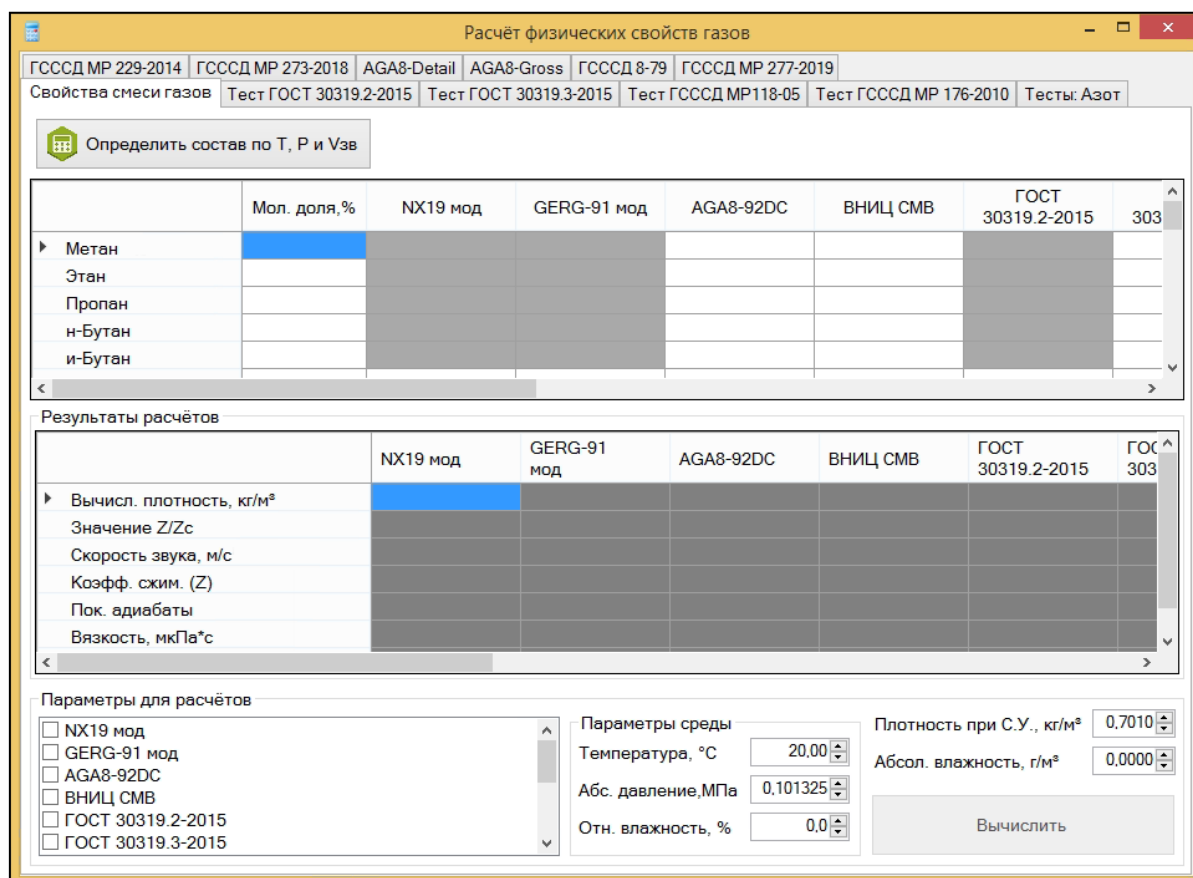 Расчёт физических свойств газов
ГСССД МР 229-2014 ГСССД МР 273-2018 AGA8-Detail AGA8-Gross ГСССД 8-79 ГСССД МР 277-2019
Свойства смеси газов Тест ГОСТ 30319.2-2015 Тест ГОСТ 30319.3-2015 Тест ГСССД МР118-05 Тест ГСССД МР 176-2010 Тесты: Азот
Определить состав по Т, Р и Vзв
Мол. доля,% NX19 мод GERG-91 мод AGA8-92DC ВНИЦ СМВ ГОСТ 30319.2-2015 303
Метан
Этан
Пропан
н-Бутан
и-Бутан
Результаты расчётов
NX19 мод GERG-91 мод AGA8-92DC ВНИЦ СМВ ГОСТ 30319.2-2015 ГОС 303
Вычисл. плотность, кг/м³
Значение Z/Zc
Скорость звука, м/с
Коэфф. сжим. (Z)
Пок. адиабаты
Вязкость, мкПа*с
Параметры для расчётов
NX19 мод
GERG-91 мод
AGA8-92DC
ВНИЦ СМВ
ГОСТ 30319.2-2015
ГОСТ 30319.3-2015
Параметры среды
Температура, °C 20,00
Абс. давление,МПа 0,101325
Отн. влажность, % 0,0
Плотность при С.У., кг/м³ 0,7010
Абсол. влажность, г/м³ 0,0000
Вычислить